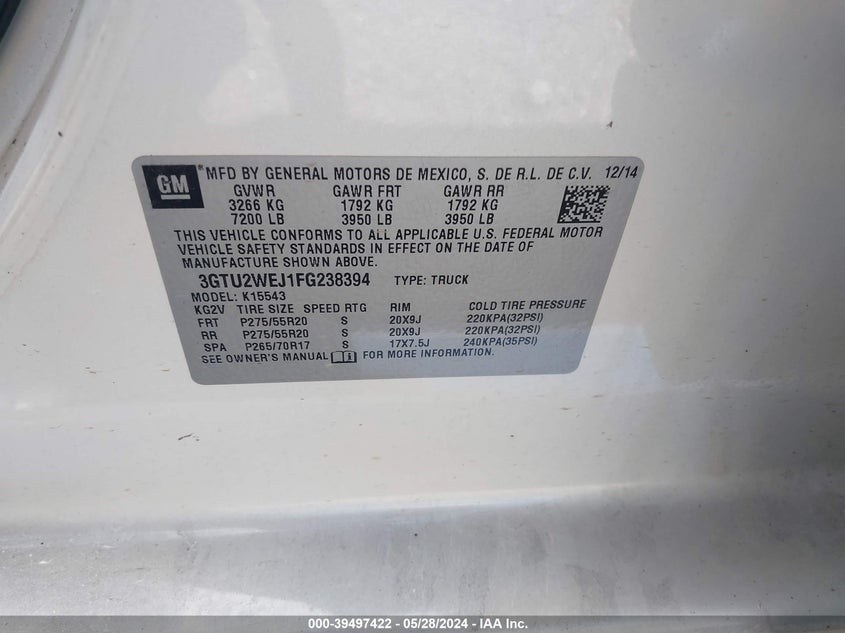 GM ® MFD BY GENERAL MOTORS DE MEXICO, S. DE R.L. DE C.V. 12/14
GVWR GAWR FRT GAWR RR
3266 KG 1792 KG 1792 KG
7200 LB 3950 LB 3950 LB
THIS VEHICLE CONFORMS TO ALL APPLICABLE U.S. FEDERAL MOTOR
VEHICLE SAFETY STANDARDS IN EFFECT ON THE DATE OF
MANUFACTURE SHOWN ABOVE.
3GTU2WEJ1FG238394 TYPE: TRUCK
MODEL: K15543
KG2V TIRE SIZE SPEED RTG RIM COLD TIRE PRESSURE
FRT P275/55R20 S 20X9J 220KPA(32PSI)
RR P275/55R20 S 20X9J 220KPA(32PSI)
SPA P265/70R17 S 17X7.5J 240KPA(35PSI)
SEE OWNER'S MANUAL FOR MORE INFORMATION.
000-39497422 - 05/28/2024 - IAA Inc.